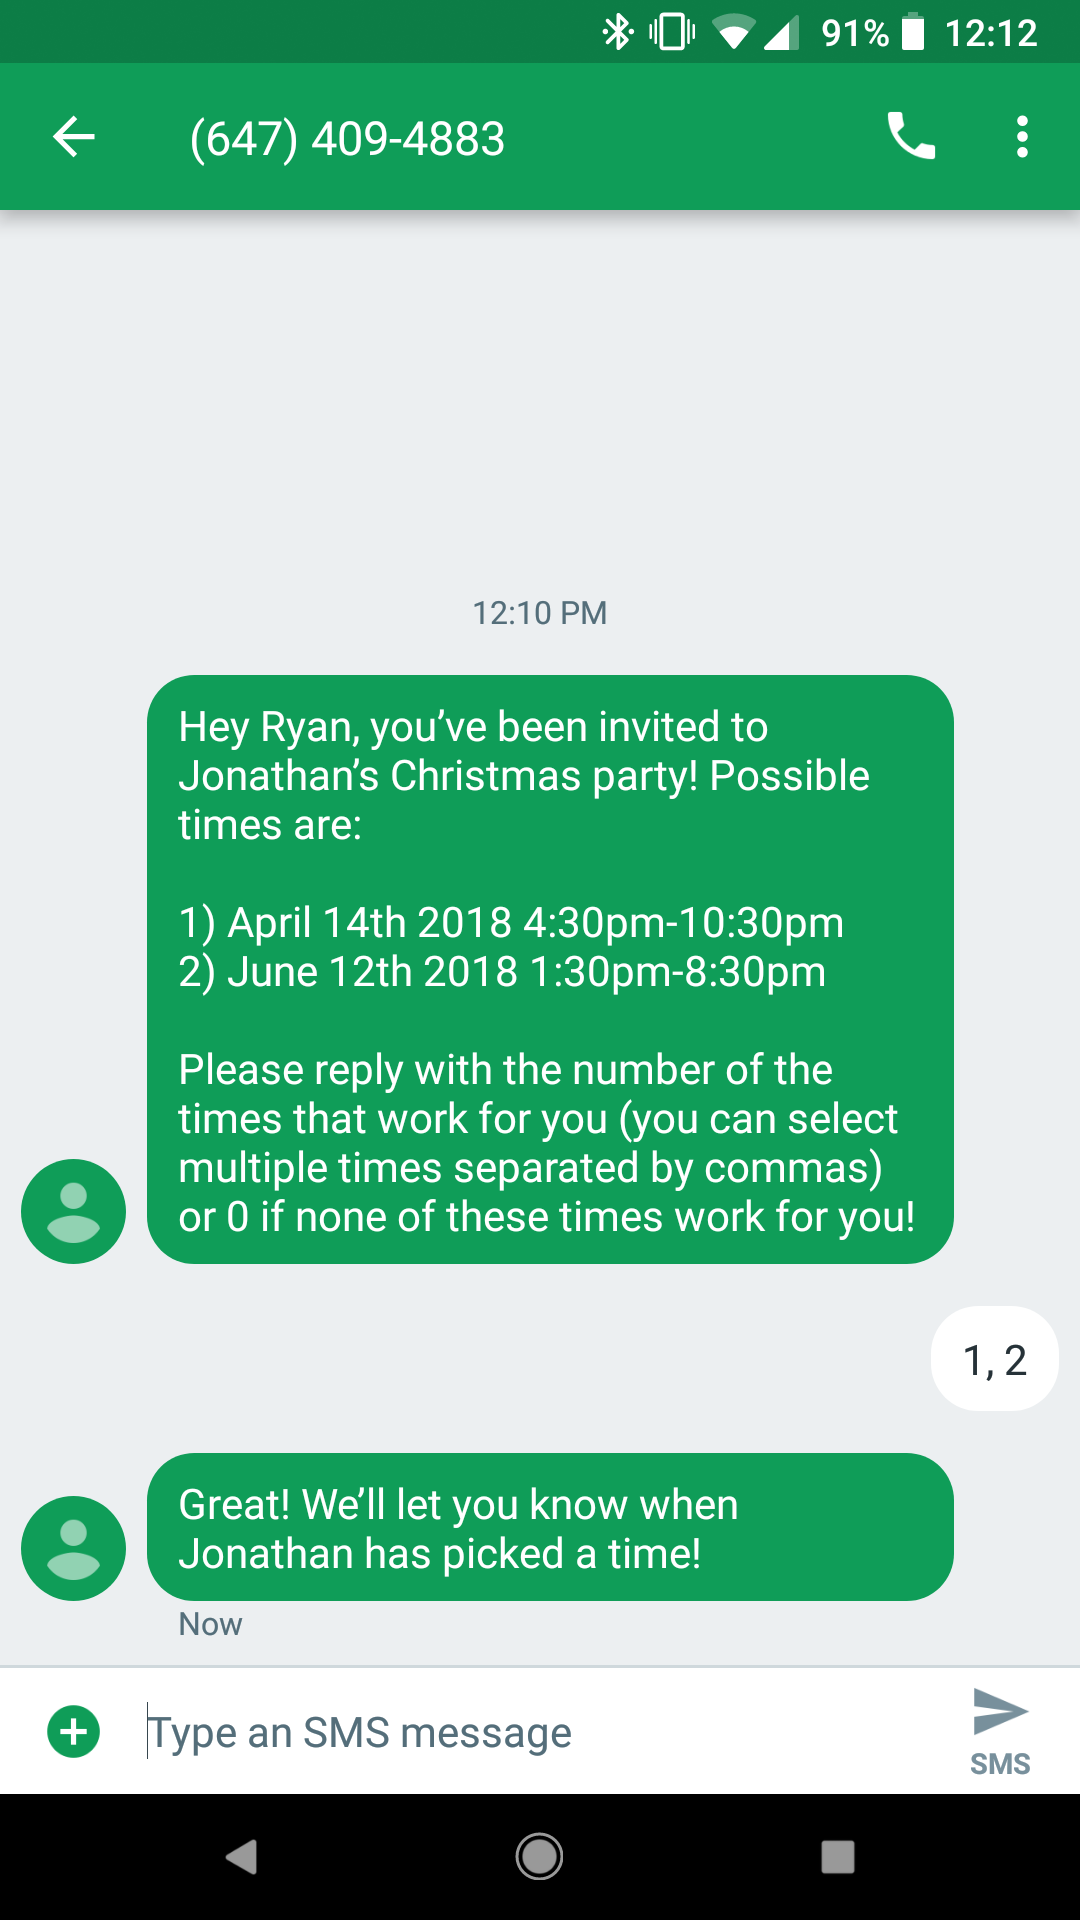 91% 12:12
(647) 409-4883
12:10 PM
Hey Ryan, you’ve been invited to
Jonathan’s Christmas party! Possible
times are:
1) April 14th 2018 4:30pm-10:30pm
2) June 12th 2018 1:30pm-8:30pm
Please reply with the number of the
times that work for you (you can select
multiple times separated by commas)
or 0 if none of these times work for you!
1, 2
Great! We’ll let you know when
Jonathan has picked a time!
Now
Type an SMS message
SMS